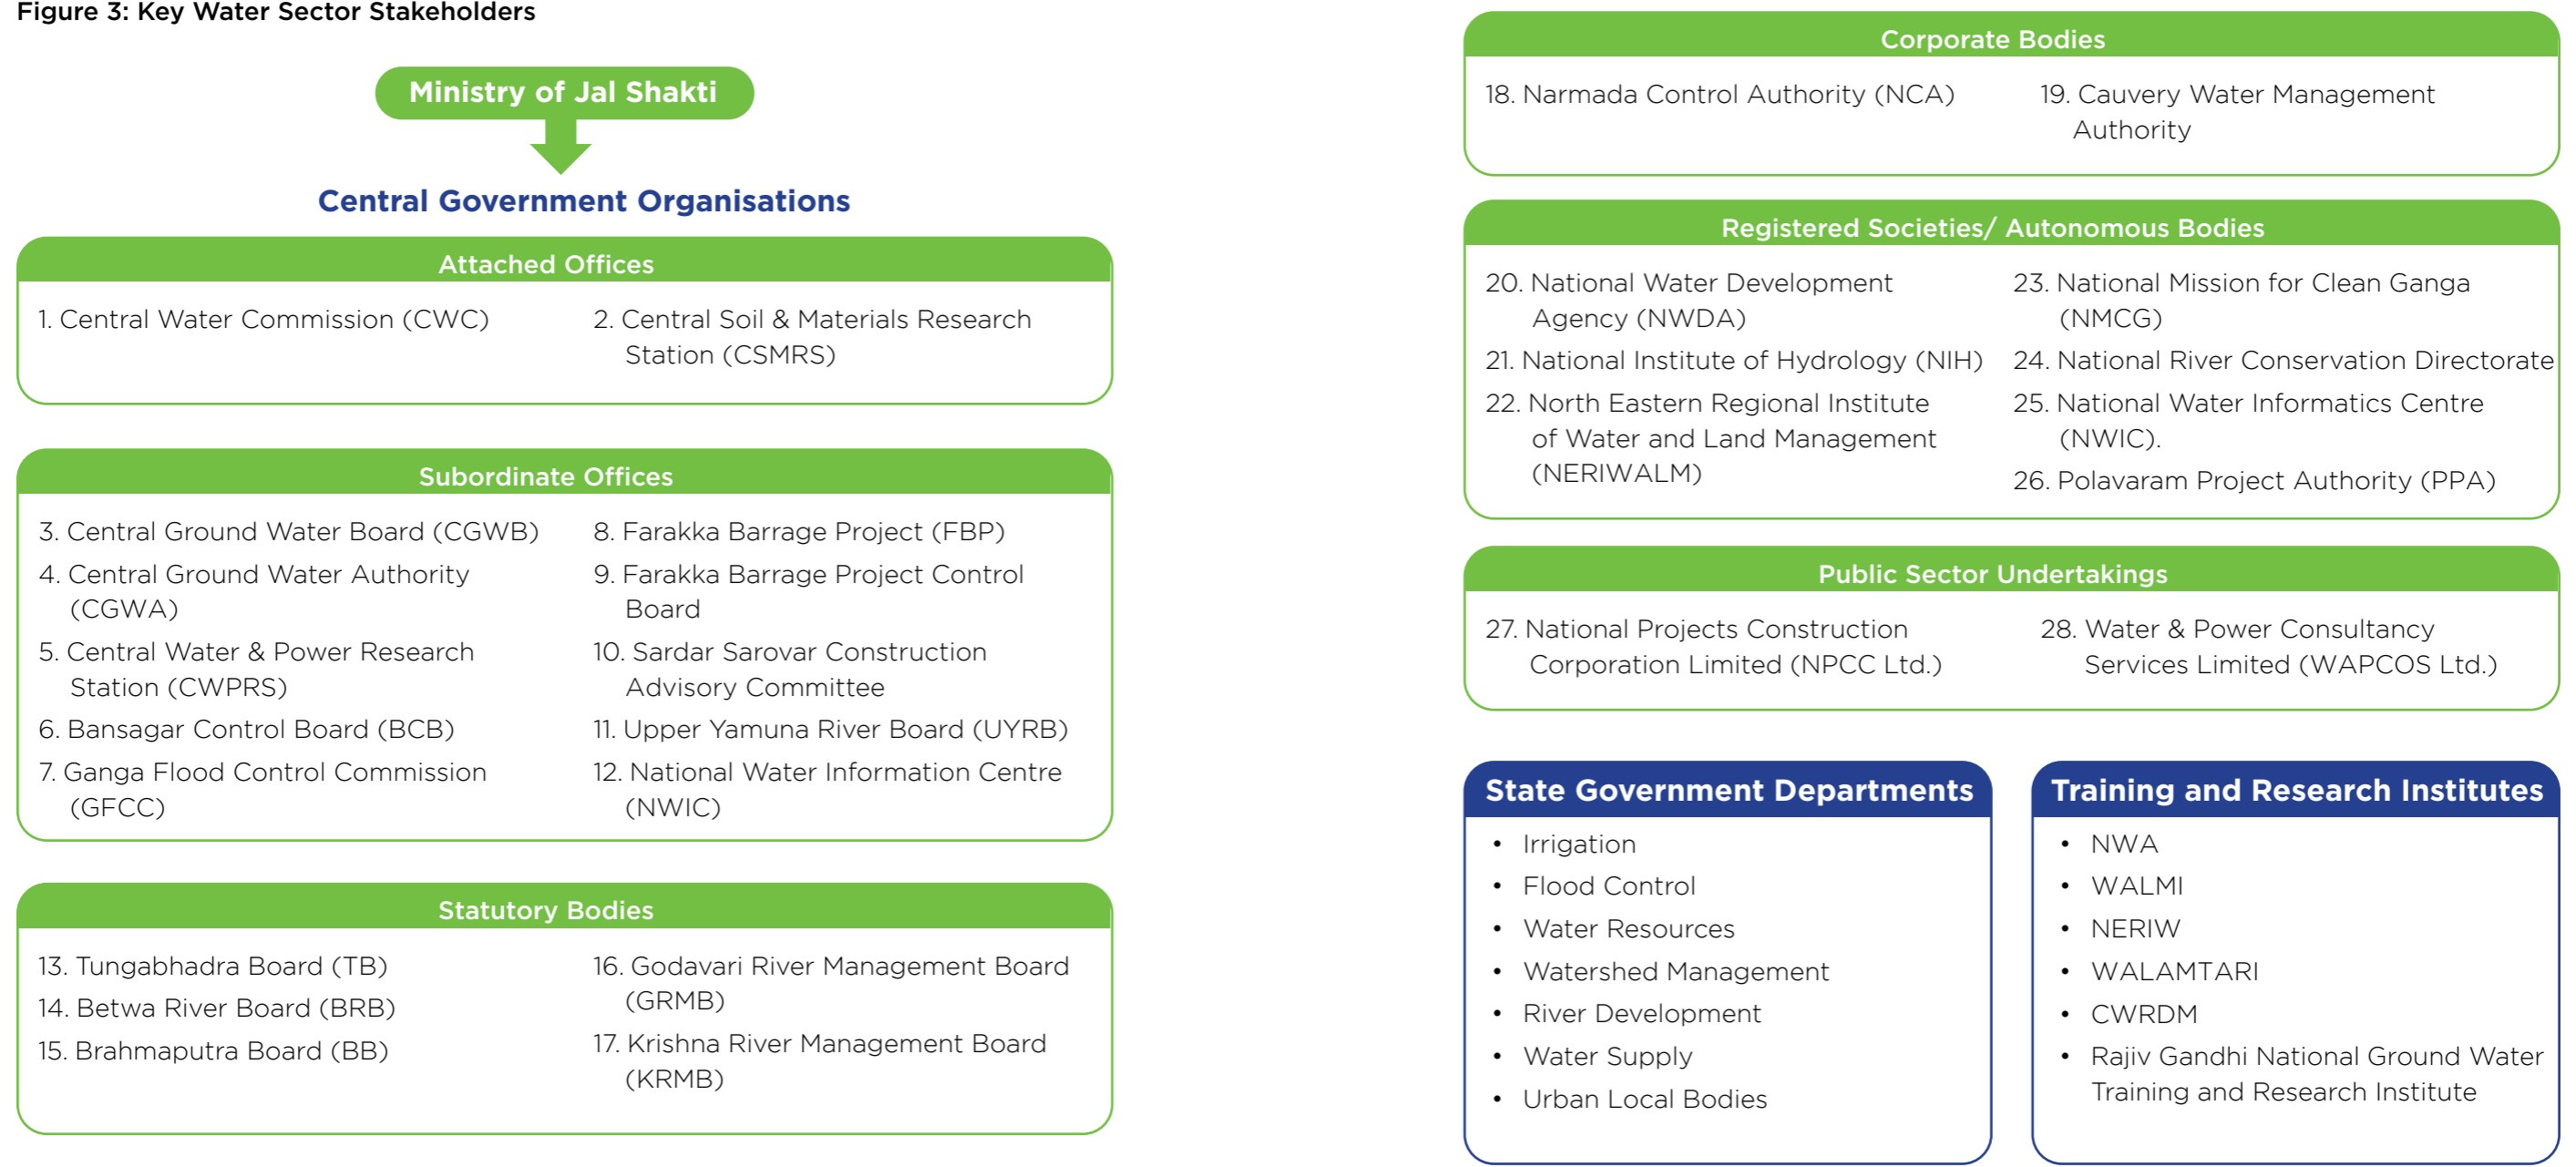 Figure 3: Key Water Sector Stakeholders
Ministry of Jal Shakti
Central Government Organisations
Attached Offices
1. Central Water Commission (CWC)
2. Central Soil & Materials Research
Station (CSMRS)
Subordinate Offices
3. Central Ground Water Board (CGWB)
4. Central Ground Water Authority
(CGWA)
5. Central Water & Power Research
Station (CWPRS)
6. Bansagar Control Board (BCB)
7. Ganga Flood Control Commission
(GFCC)
8. Farakka Barrage Project (FBP)
9. Farakka Barrage Project Control
Board
10. Sardar Sarovar Construction
Advisory Committee
11. Upper Yamuna River Board (UYRB)
12. National Water Information Centre
(NWIC)
Statutory Bodies
13. Tungabhadra Board (TB)
14. Betwa River Board (BRB)
15. Brahmaputra Board (BB)
16. Godavari River Management Board
(GRMB)
17. Krishna River Management Board
(KRMB)
Corporate Bodies
18. Narmada Control Authority (NCA)
19. Cauvery Water Management
Authority
Registered Societies/ Autonomous Bodies
20. National Water Development
Agency (NWDA)
21. National Institute of Hydrology (NIH)
22. North Eastern Regional Institute
of Water and Land Management
(NERIWALM)
23. National Mission for Clean Ganga
(NMCG)
24. National River Conservation Directorate
25. National Water Informatics Centre
(NWIC).
26. Polavaram Project Authority (PPA)
Public Sector Undertakings
27. National Projects Construction
Corporation Limited (NPCC Ltd.)
28. Water & Power Consultancy
Services Limited (WAPCOS Ltd.)
State Government Departments
• Irrigation
• Flood Control
• Water Resources
• Watershed Management
• River Development
• Water Supply
• Urban Local Bodies
Training and Research Institutes
• NWA
• WALMI
• NERIW
• WALAMTARI
• CWRDM
• Rajiv Gandhi National Ground Water
Training and Research Institute